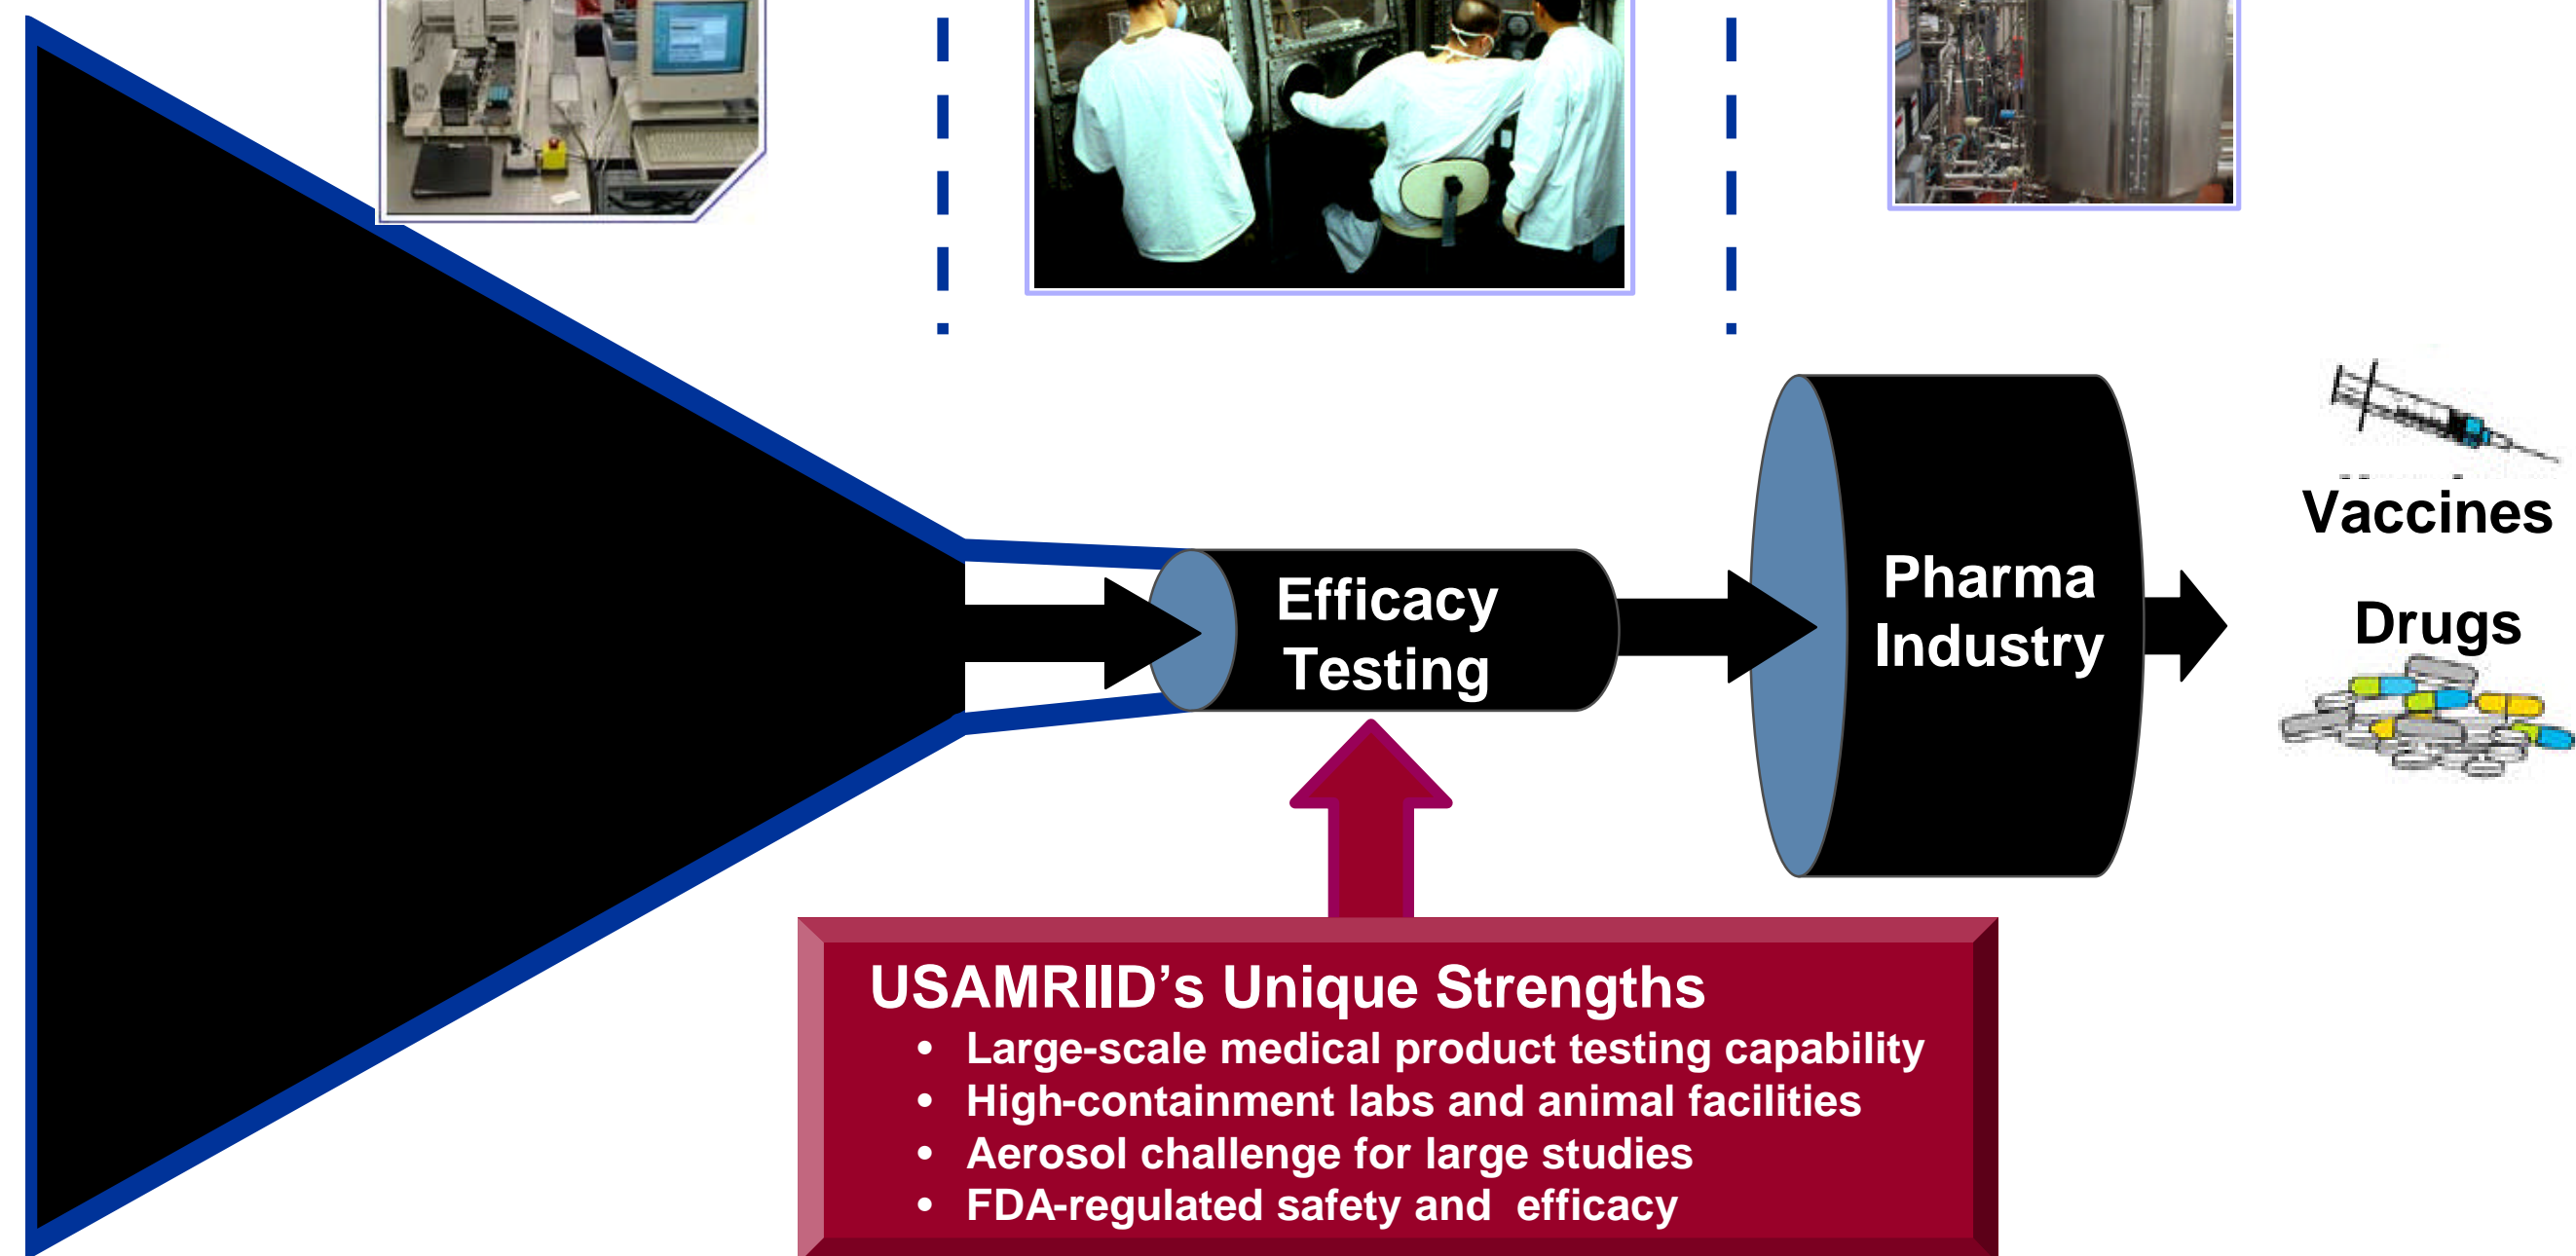 Efficacy
Testing
Pharma
Industry
Vaccines
Drugs
USAMRIID’s Unique Strengths
• Large-scale medical product testing capability
• High-containment labs and animal facilities
• Aerosol challenge for large studies
• FDA-regulated safety and efficacy